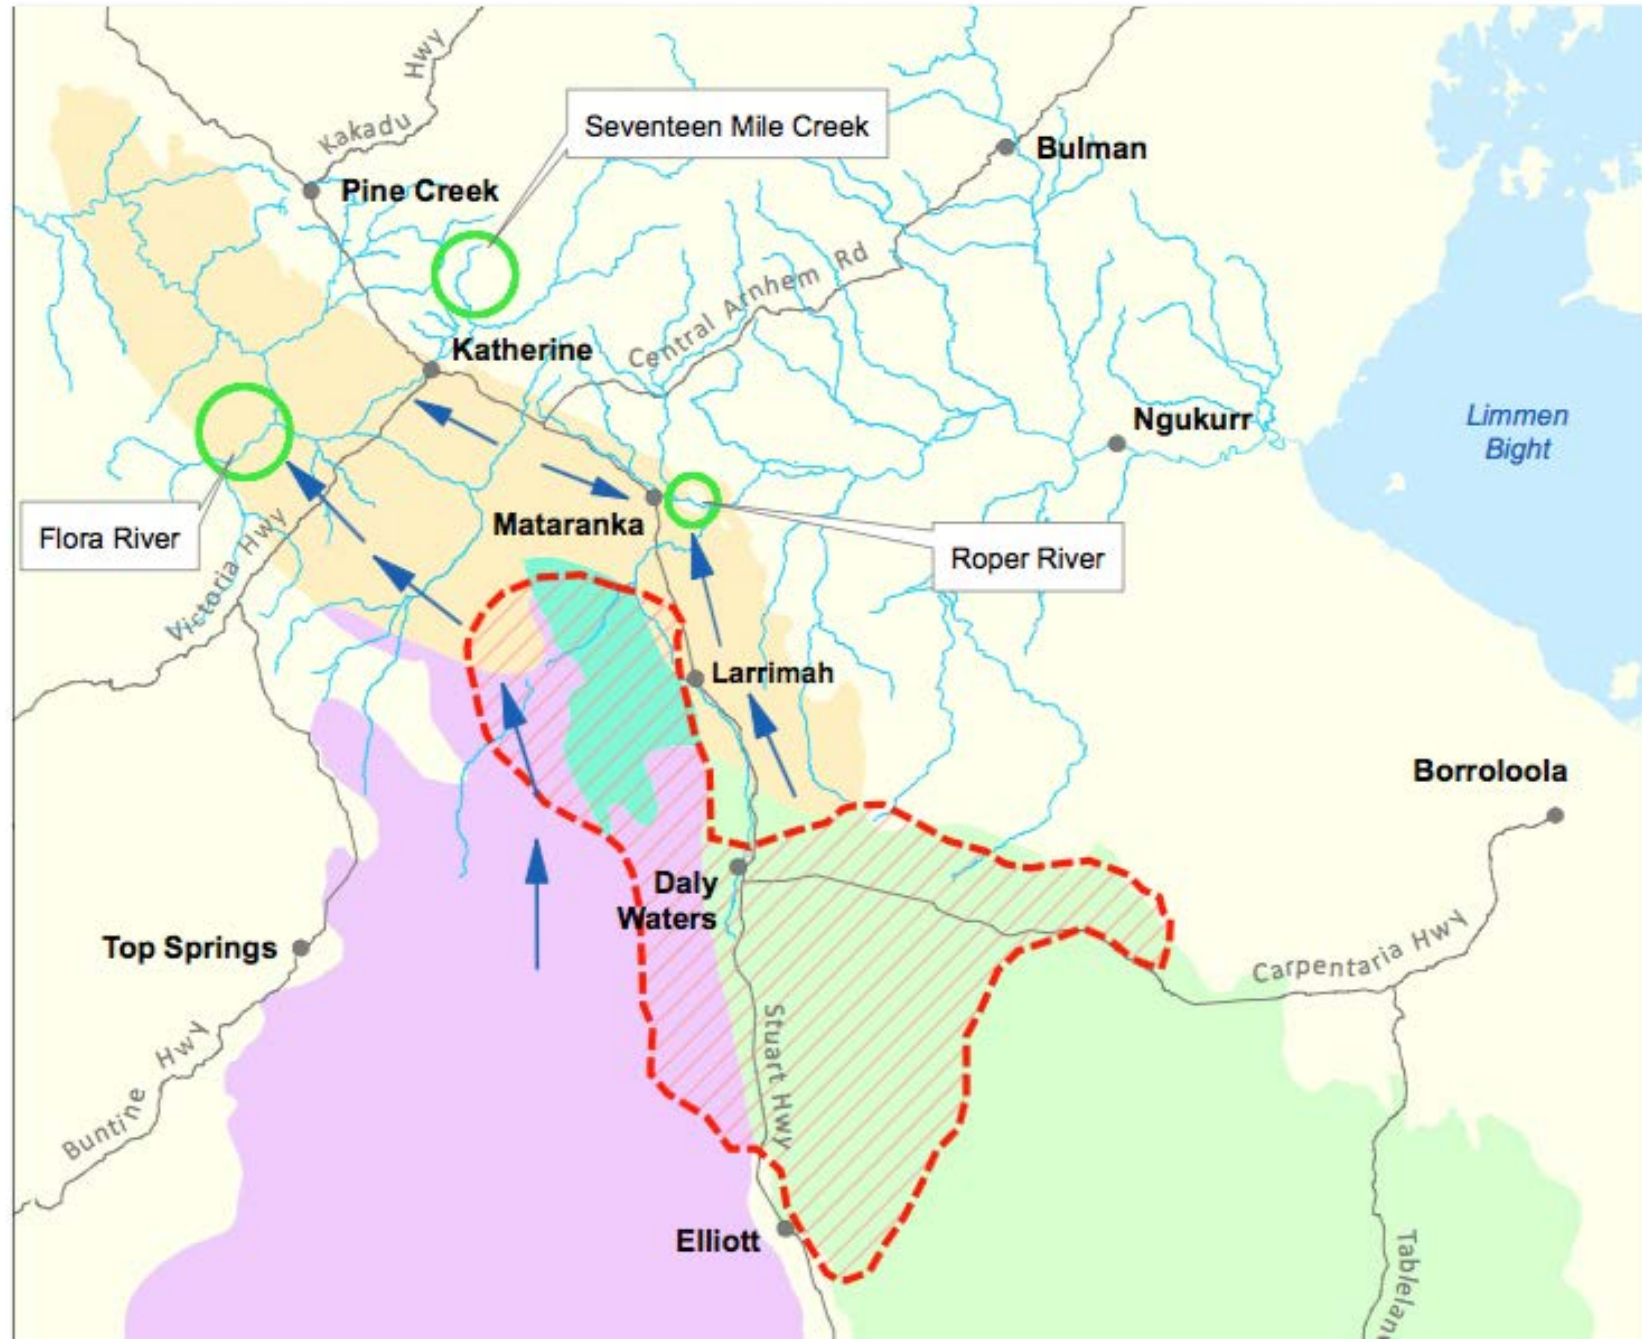 Kakadu Hwy
Seventeen Mile Creek
Bulman
Pine Creek
Central Arnhem Rd
Katherine
Ngukurr
Limmen
Bight
Flora River
Mataranka
Roper River
Victoria Hwy
Larrimah
Borroloola
Daly
Waters
Top Springs
Carpentaria Hwy
Stuart Hwy
Buntine Hwy
Elliott